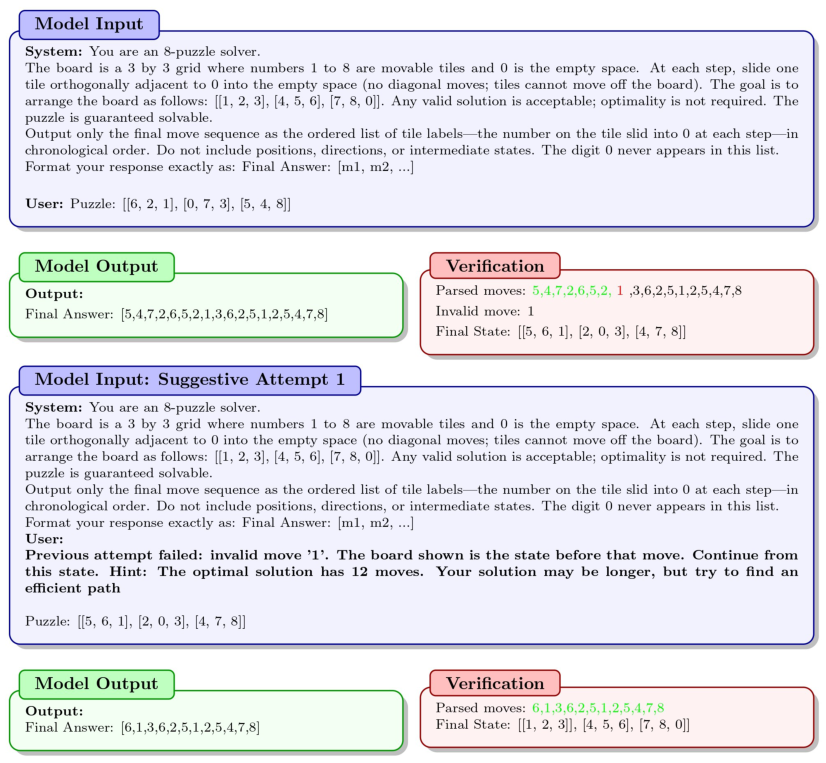 Model Input
System: You are an 8-puzzle solver.
The board is a 3 by 3 grid where numbers 1 to 8 are movable tiles and 0 is the empty space. At each step, slide one
tile orthogonally adjacent to 0 into the empty space (no diagonal moves; tiles cannot move off the board). The goal is to
arrange the board as follows: [[1, 2, 3], [4, 5, 6], [7, 8, 0]]. Any valid solution is acceptable; optimality is not required. The
puzzle is guaranteed solvable.
Output only the final move sequence as the ordered list of tile labels—the number on the tile slid into 0 at each step—in
chronological order. Do not include positions, directions, or intermediate states. The digit 0 never appears in this list.
Format your response exactly as: Final Answer: [m1, m2, ...]
User: Puzzle: [[6, 2, 1], [0, 7, 3], [5, 4, 8]]
Model Output
Output:
Final Answer: [5,4,7,2,6,5,2,1,3,6,2,5,1,2,5,4,7,8]
Verification
Parsed moves: 5,4,7,2,6,5,2, 1 ,3,6,2,5,1,2,5,4,7,8
Invalid move: 1
Final State: [[5, 6, 1], [2, 0, 3], [4, 7, 8]]
Model Input: Suggestive Attempt 1
System: You are an 8-puzzle solver.
The board is a 3 by 3 grid where numbers 1 to 8 are movable tiles and 0 is the empty space. At each step, slide one
tile orthogonally adjacent to 0 into the empty space (no diagonal moves; tiles cannot move off the board). The goal is to
arrange the board as follows: [[1, 2, 3], [4, 5, 6], [7, 8, 0]]. Any valid solution is acceptable; optimality is not required. The
puzzle is guaranteed solvable.
Output only the final move sequence as the ordered list of tile labels—the number on the tile slid into 0 at each step—in
chronological order. Do not include positions, directions, or intermediate states. The digit 0 never appears in this list.
Format your response exactly as: Final Answer: [m1, m2, ...]
User:
Previous attempt failed: invalid move '1'. The board shown is the state before that move. Continue from
this state. Hint: The optimal solution has 12 moves. Your solution may be longer, but try to find an
efficient path
Puzzle: [[5, 6, 1], [2, 0, 3], [4, 7, 8]]
Model Output
Output:
Final Answer: [6,1,3,6,2,5,1,2,5,4,7,8]
Verification
Parsed moves: 6,1,3,6,2,5,1,2,5,4,7,8
Final State: [[1, 2, 3]], [4, 5, 6], [7, 8, 0]]